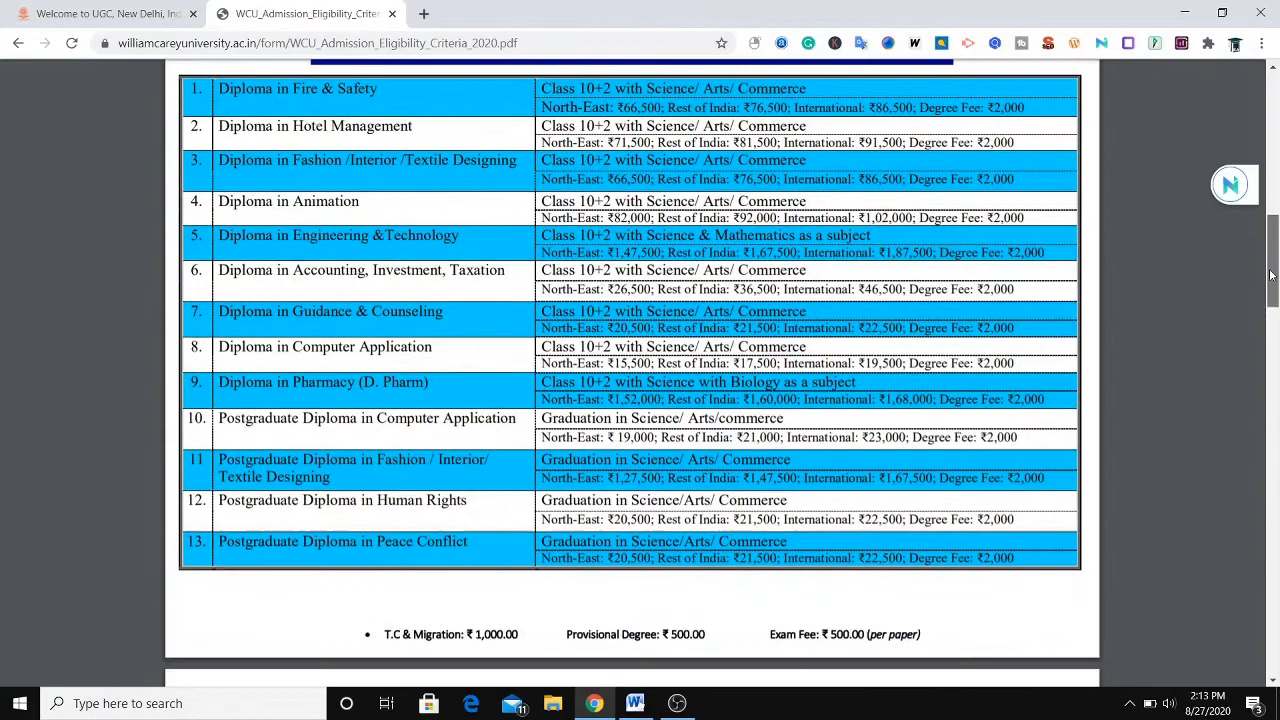 Welcome to UGC, New Delhi, Ind
WCU_Admission_Eligibility_Criter
williamcareyuniversity.ac.in/form/WCU_Admission_Eligibility_Criteria_2020.pdf
1. Diploma in Fire & Safety Class 10+2 with Science/ Arts/ Commerce
North-East: ₹66,500; Rest of India: ₹76,500; International: ₹86,500; Degree Fee: ₹2,000
2. Diploma in Hotel Management Class 10+2 with Science/ Arts/ Commerce
North-East: ₹71,500; Rest of India: ₹81,500; International: ₹91,500; Degree Fee: ₹2,000
3. Diploma in Fashion /Interior /Textile Designing Class 10+2 with Science/ Arts/ Commerce
North-East: ₹66,500; Rest of India: ₹76,500; International: ₹86,500; Degree Fee: ₹2,000
4. Diploma in Animation Class 10+2 with Science/ Arts/ Commerce
North-East: ₹82,000; Rest of India: ₹92,000; International: ₹1,02,000; Degree Fee: ₹2,000
5. Diploma in Engineering &Technology Class 10+2 with Science & Mathematics as a subject
North-East: ₹1,47,500; Rest of India: ₹1,67,500; International: ₹1,87,500; Degree Fee: ₹2,000
6. Diploma in Accounting, Investment, Taxation Class 10+2 with Science/ Arts/ Commerce
North-East: ₹26,500; Rest of India: ₹36,500; International: ₹46,500; Degree Fee: ₹2,000
7. Diploma in Guidance & Counseling Class 10+2 with Science/ Arts/ Commerce
North-East: ₹20,500; Rest of India: ₹21,500; International: ₹22,500; Degree Fee: ₹2,000
8. Diploma in Computer Application Class 10+2 with Science/ Arts/ Commerce
North-East: ₹15,500; Rest of India: ₹17,500; International: ₹19,500; Degree Fee: ₹2,000
9. Diploma in Pharmacy (D. Pharm) Class 10+2 with Science with Biology as a subject
North-East: ₹1,52,000; Rest of India: ₹1,60,000; International: ₹1,68,000; Degree Fee: ₹2,000
10. Postgraduate Diploma in Computer Application Graduation in Science/ Arts/commerce
North-East: ₹ 19,000; Rest of India: ₹21,000; International: ₹23,000; Degree Fee: ₹2,000
11 Postgraduate Diploma in Fashion / Interior/ Graduation in Science/ Arts/ Commerce
Textile Designing North-East: ₹1,27,500; Rest of India: ₹1,47,500; International: ₹1,67,500; Degree Fee: ₹2,000
12. Postgraduate Diploma in Human Rights Graduation in Science/Arts/ Commerce
North-East: ₹20,500; Rest of India: ₹21,500; International: ₹22,500; Degree Fee: ₹2,000
13. Postgraduate Diploma in Peace Conflict Graduation in Science/Arts/ Commerce
North-East: ₹20,500; Rest of India: ₹21,500; International: ₹22,500; Degree Fee: ₹2,000
• T.C & Migration: ₹ 1,000.00 Provisional Degree: ₹ 500.00 Exam Fee: ₹ 500.00 (per paper)
Type here to search
11
2:13 PM
8/27/2020
3